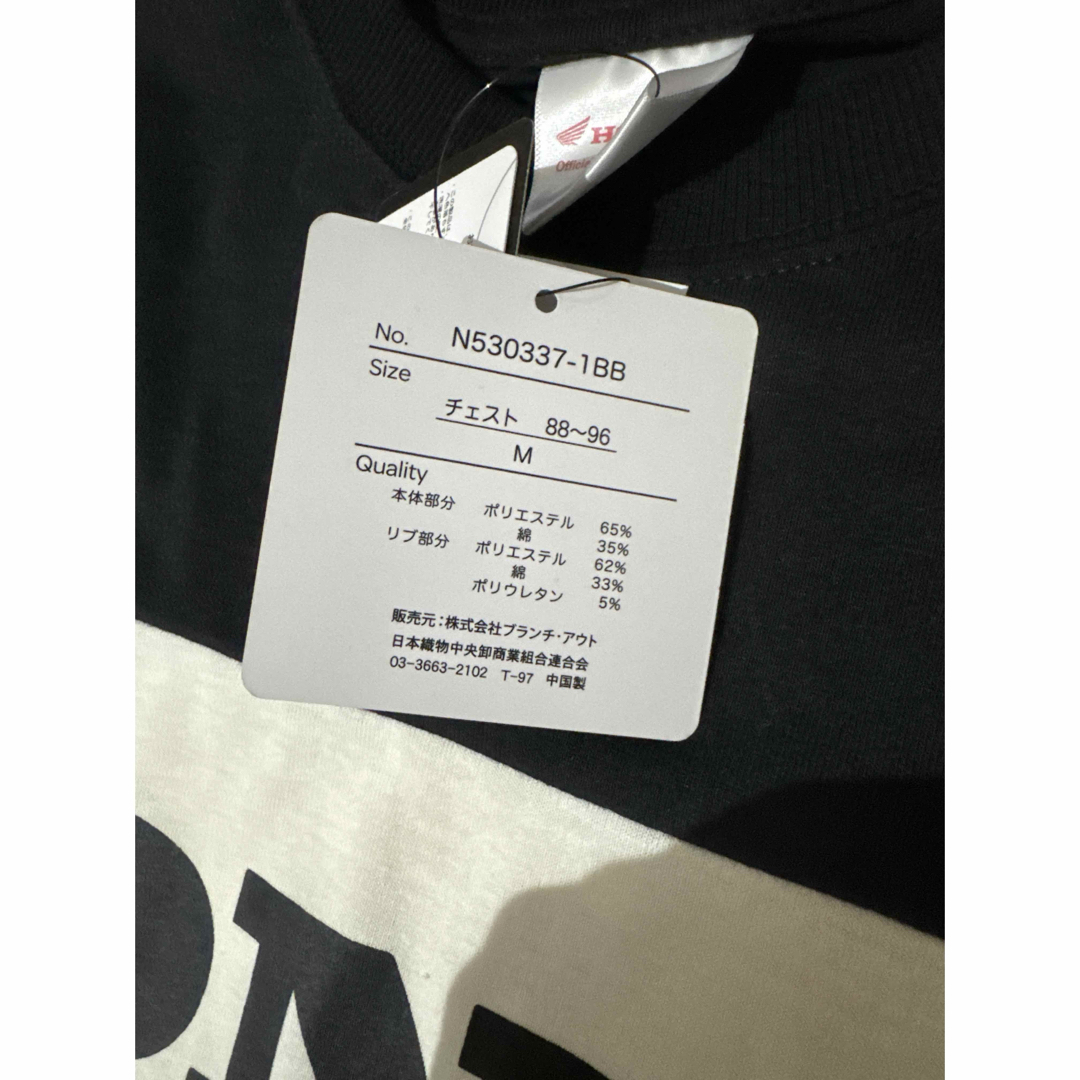 H
Official
No. N530337-1BB
Size
チェスト 88～96
M
Quality
本体部分 ポリエステル 65%
綿 35%
リブ部分 ポリエステル 62%
綿 33%
ポリウレタン 5%
販売元：株式会社ブランチ・アウト
日本織物中央卸商業組合連合会
03-3663-2102 T-97 中国製